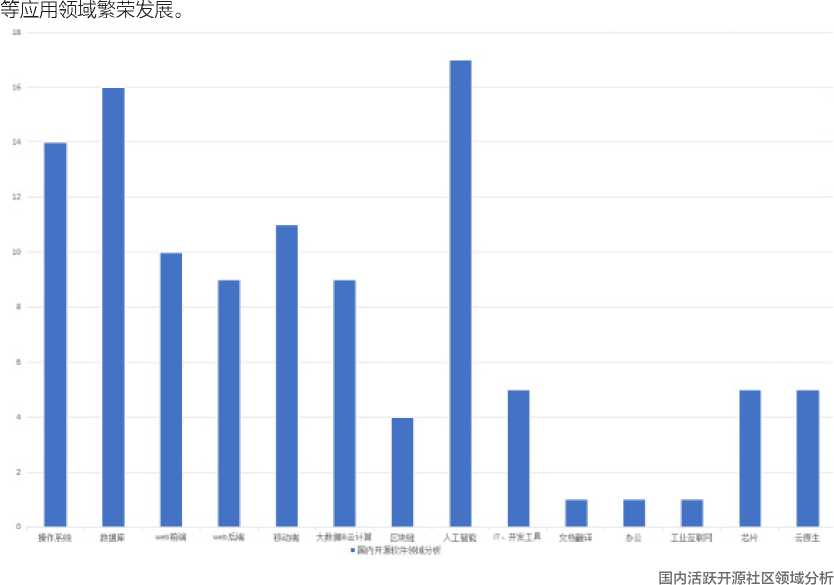 等应用领域繁荣发展。
18
16
14
12
10
8
6
4
2
0
操作系统 数据库 web前端 web后端 移动端 大数据&云计算 区块链 人工智能 IT、开发工具 文档翻译 办公 工业互联网 芯片 云原生
国内开源软件领域分析
国内活跃开源社区领域分析